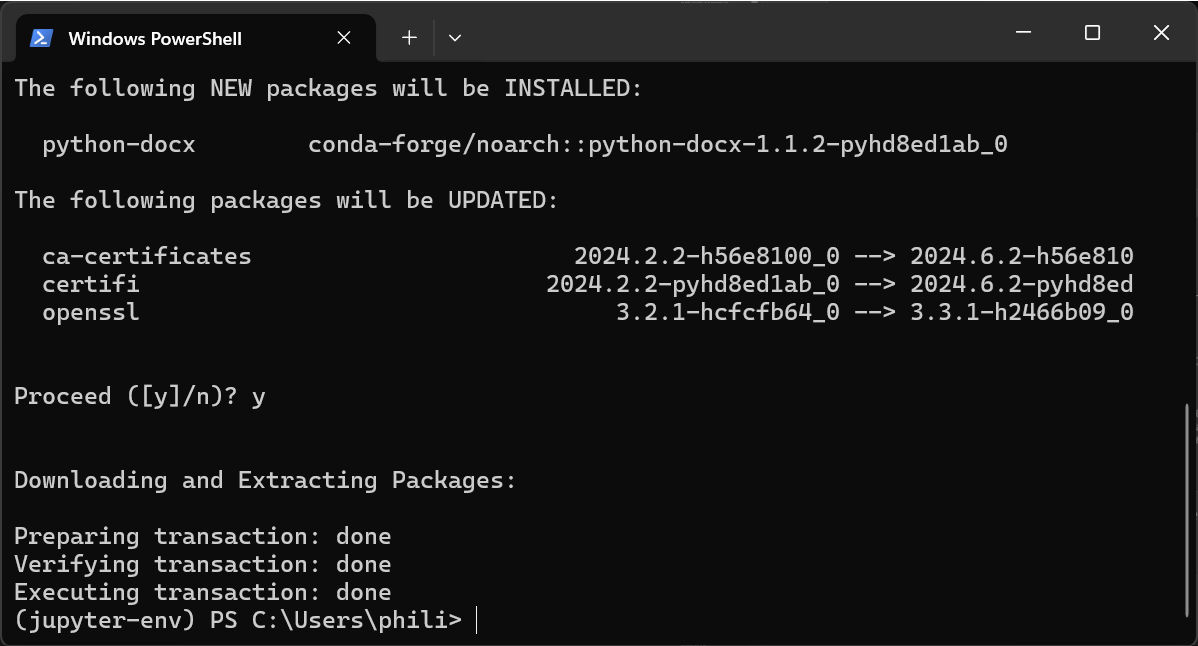 Windows PowerShell
The following NEW packages will be INSTALLED:
python-docx conda-forge/noarch::python-docx-1.1.2-pyhd8ed1ab_0
The following packages will be UPDATED:
ca-certificates 2024.2.2-h56e8100_0 --> 2024.6.2-h56e810
certifi 2024.2.2-pyhd8ed1ab_0 --> 2024.6.2-pyhd8ed
openssl 3.2.1-hcfcfb64_0 --> 3.3.1-h2466b09_0
Proceed ([y]/n)? y
Downloading and Extracting Packages:
Preparing transaction: done
Verifying transaction: done
Executing transaction: done
(jupyter-env) PS C:\Users\phili>